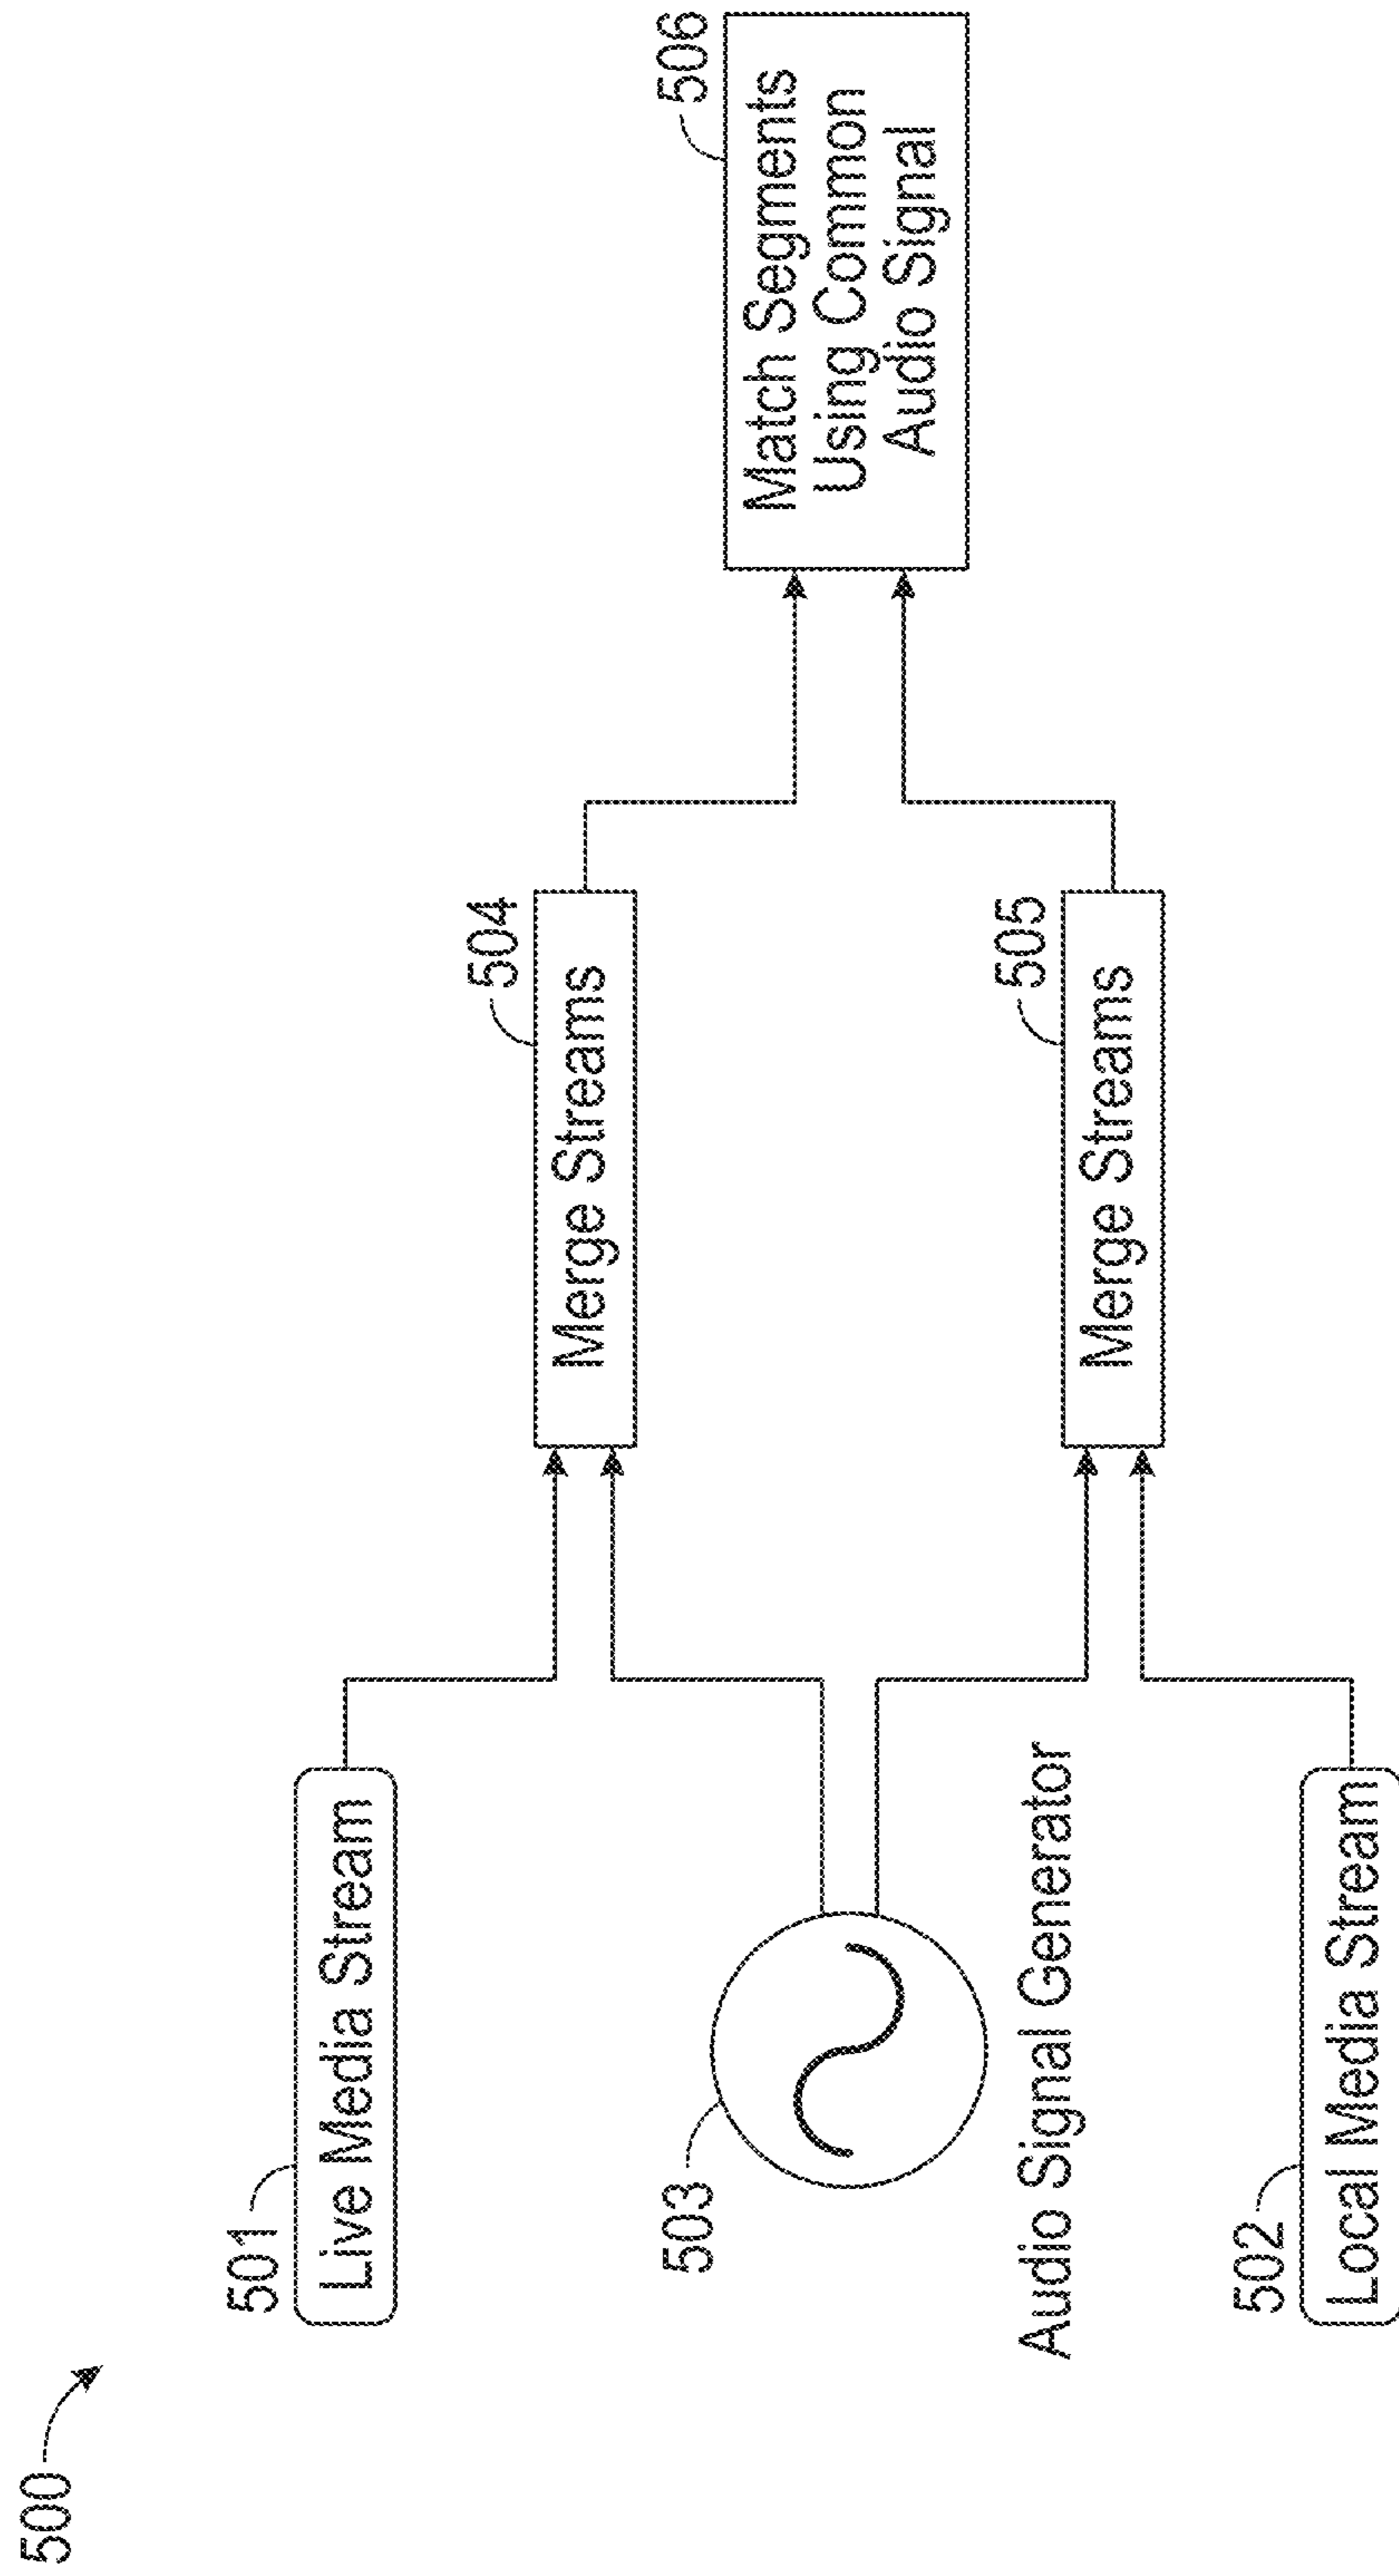 500
501
Live Media Stream
503
Audio Signal Generator
502
Local Media Stream
504
Merge Streams
505
Merge Streams
506
Match Segments
Using Common
Audio Signal